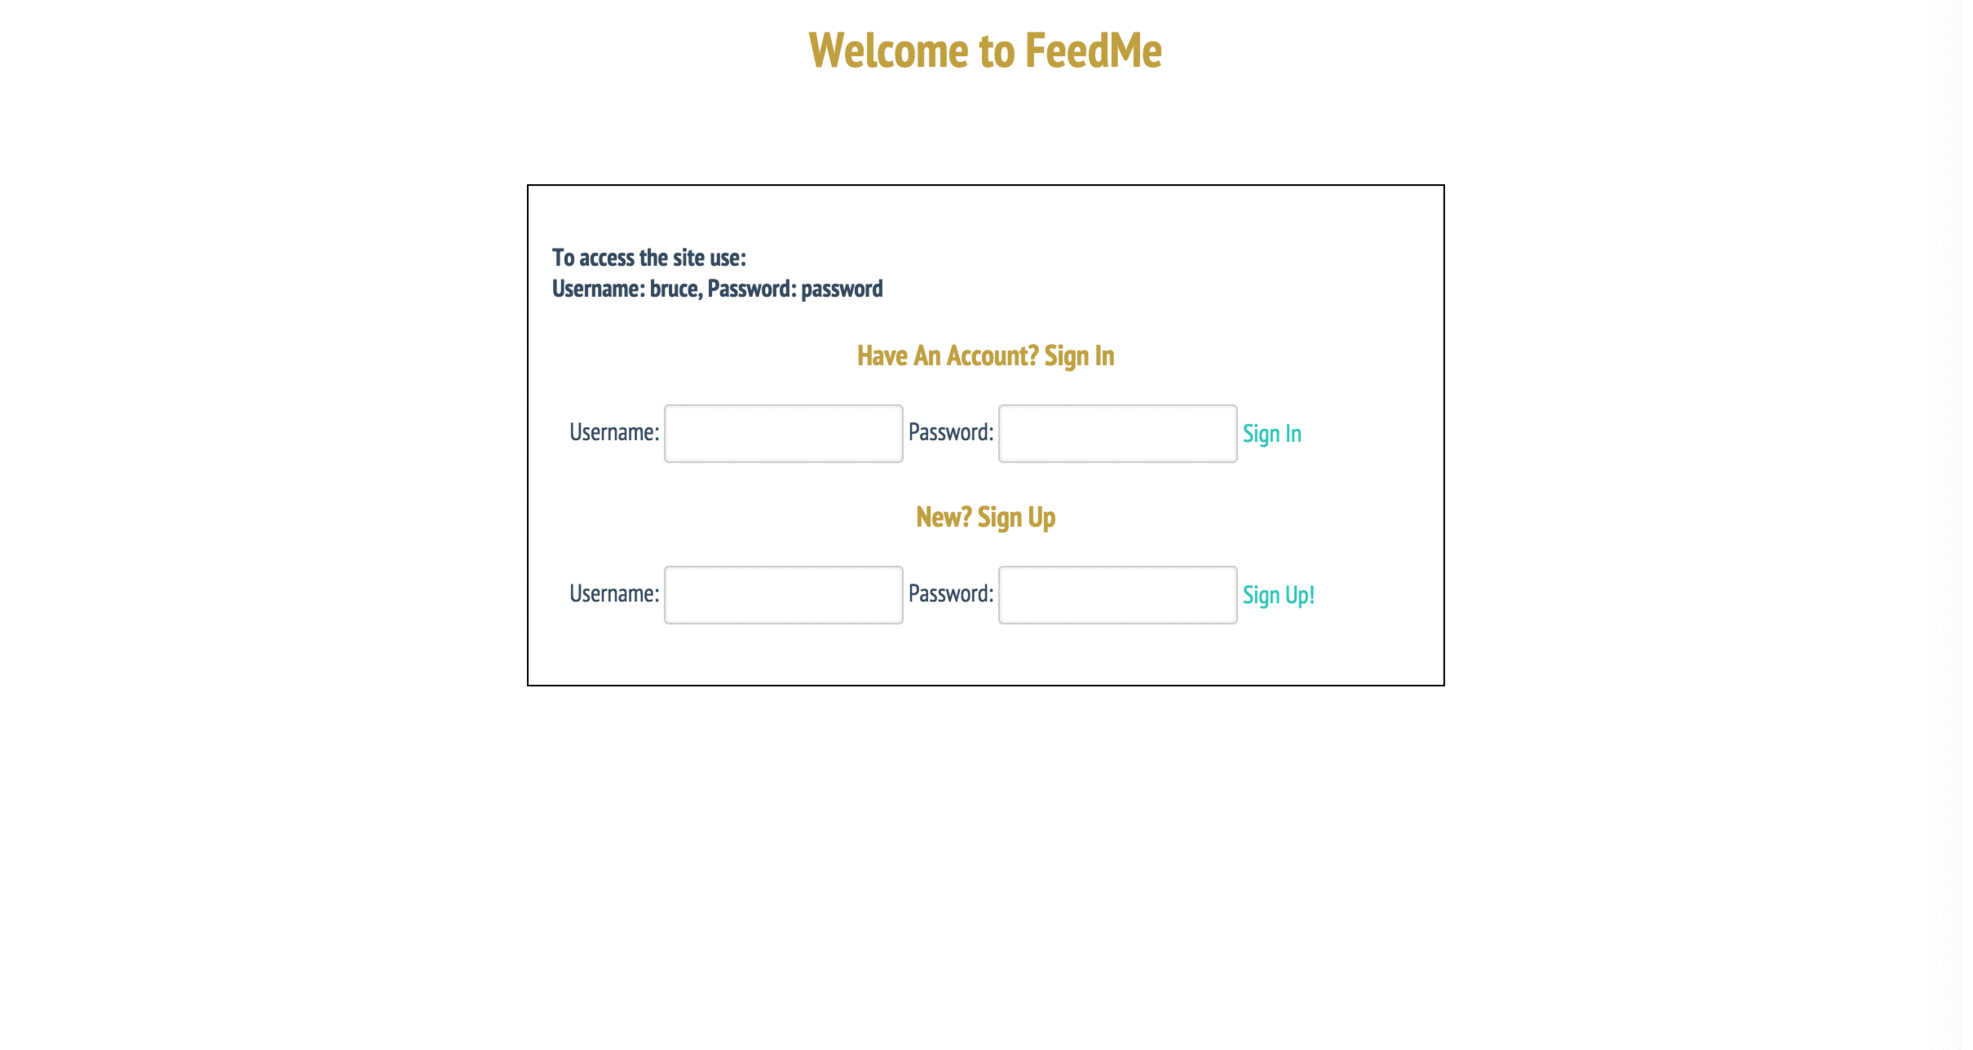 Welcome to FeedMe
To access the site use:
Username: bruce, Password: password
Have An Account? Sign In
Username: Password: Sign In
New? Sign Up
Username: Password: Sign Up!